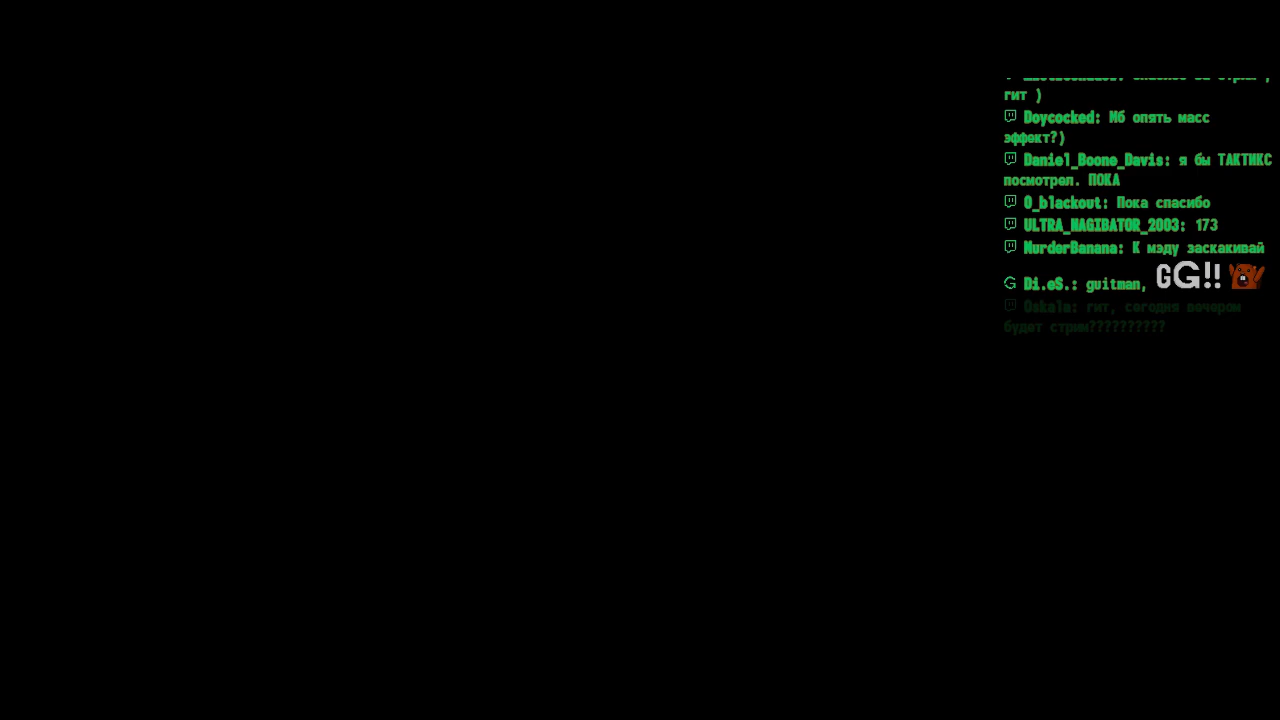 гит )
Doycocked: Мб опять масс
эффект?)
Daniel_Boone_Davis: я бы ТАКТИКС
посмотрел. ПОКА
O_blackout: Пока спасибо
ULTRA_NAGIBATOR_2003: 173
MurderBanana: К мэду заскакивай
Di.eS.: guitman, GG!!
Oskala: гит, сегодня вечером
будет стрим??????????